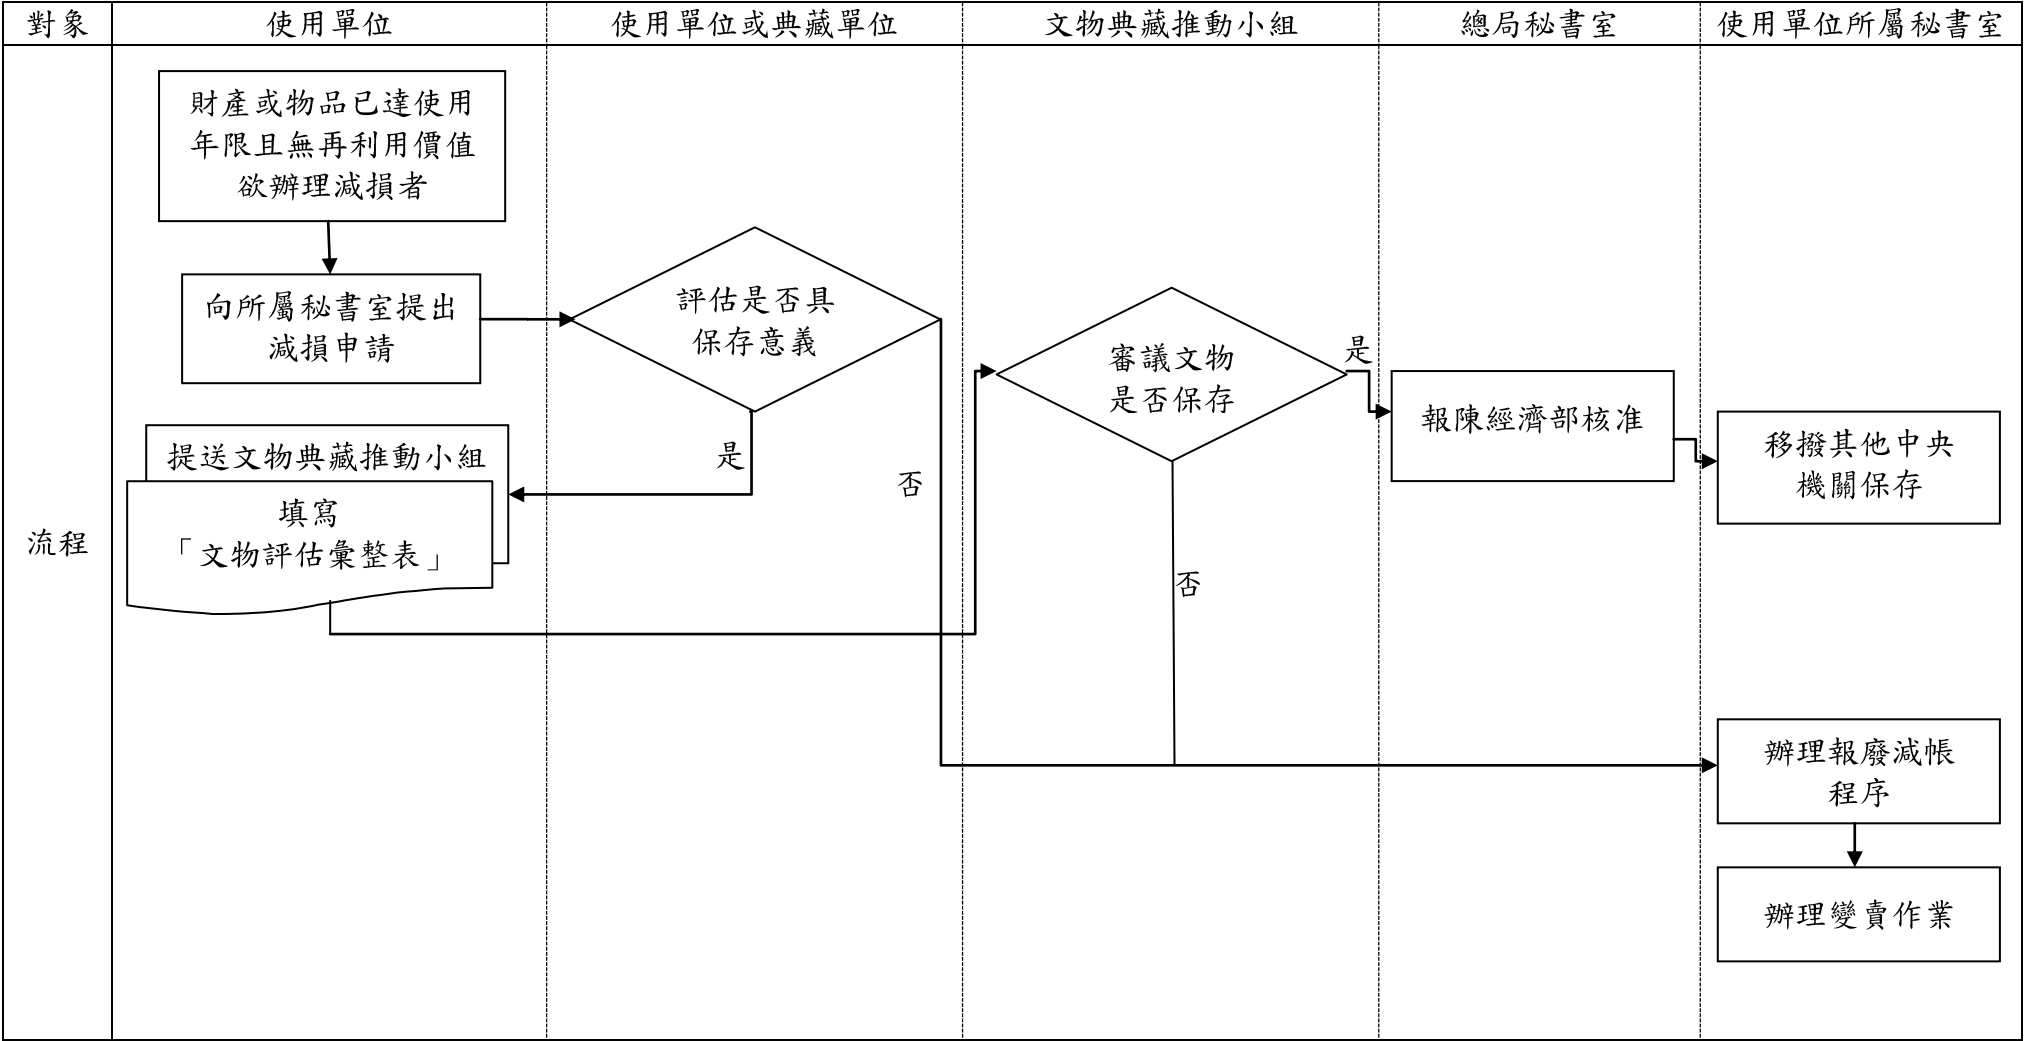 對象
使用單位
使用單位或典藏單位
文物典藏推動小組
總局秘書室
使用單位所屬秘書室
流程
財產或物品已達使用
年限且無再利用價值
欲辦理減損者
向所屬秘書室提出
減損申請
評估是否具
保存意義
是
否
提送文物典藏推動小組
填寫
「文物評估彙整表」
審議文物
是否保存
是
否
報陳經濟部核准
移撥其他中央
機關保存
辦理報廢減帳
程序
辦理變賣作業